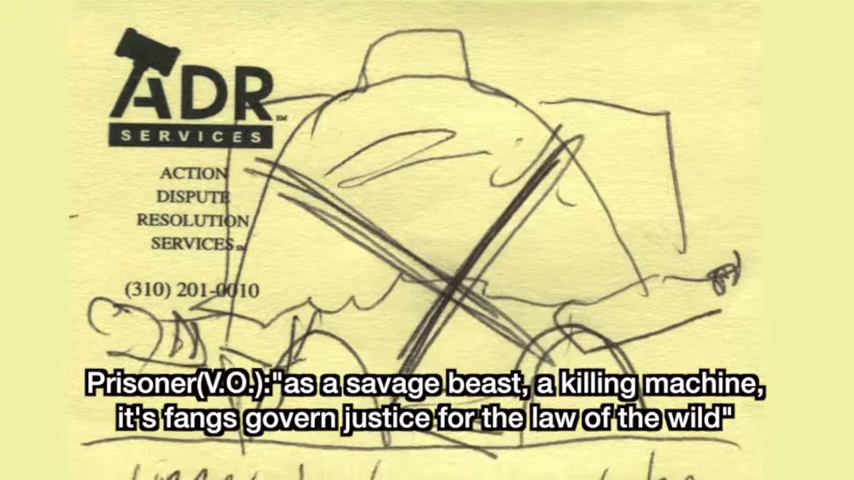 ADR
SERVICES
ACTION
DISPUTE
RESOLUTION
SERVICES
(310) 201-0010
Prisoner(V.O.):"as a savage beast, a killing machine,
it's fangs govern justice for the law of the wild"